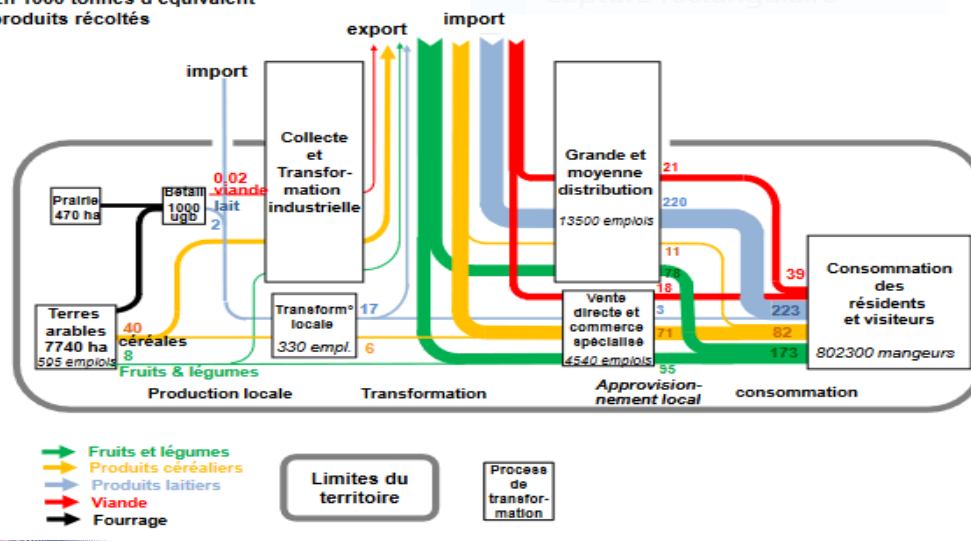 En 1000 tonnes d'équivalent
produits récoltés
export
import
import
Collecte
et
Transfor-
mation
industrielle
Grande et
moyenne
distribution
13500 emplois
21
220
11
78
Prairie
470 ha
Bétail
1000
ugb
0,02
viande
lait
2
Consommation
des
résidents
et visiteurs
802300 mangeurs
39
223
82
173
Terres
arables
7740 ha
595 emplois
40
céréales
8
Fruits & légumes
Transform°
locale
330 empl.
17
6
Vente
directe et
commerce
spécialisé
4540 emplois
18
3
71
95
Production locale
Transformation
Approvision-
nement local
consommation
Fruits et légumes
Produits céréaliers
Produits laitiers
Viande
Fourrage
Limites du
territoire
Process
de
transfor-
mation